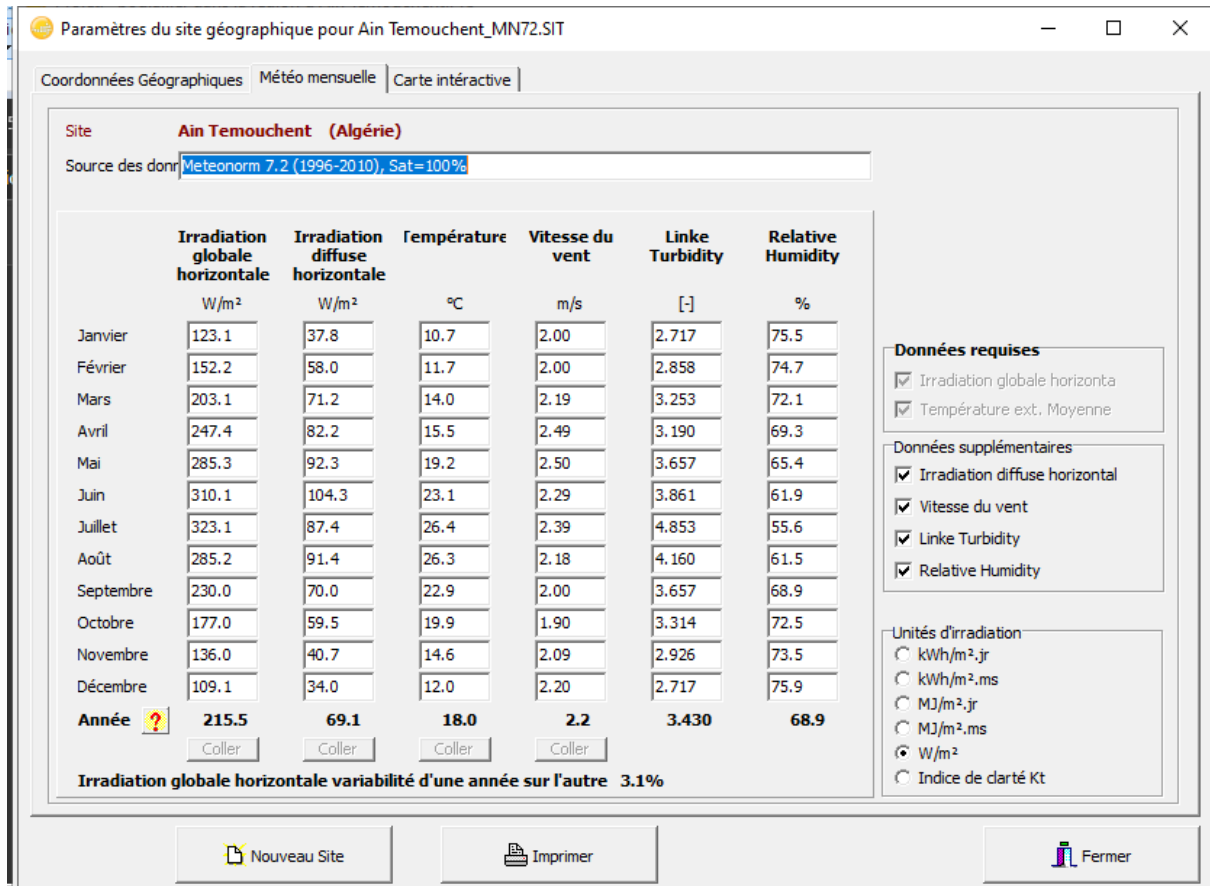 Paramètres du site géographique pour Ain Temouchent_MN72.SIT
Coordonnées Géographiques Météo mensuelle Carte intéractive
Site Ain Temouchent (Algérie)
Source des donr Meteonorm 7.2 (1996-2010), Sat=100%
Irradiation globale horizontale Irradiation diffuse horizontale Température Vitesse du vent Linke Turbidity Relative Humidity
W/m² W/m² °C m/s [-] %
Janvier 123.1 37.8 10.7 2.00 2.717 75.5
Février 152.2 58.0 11.7 2.00 2.858 74.7
Mars 203.1 71.2 14.0 2.19 3.253 72.1
Avril 247.4 82.2 15.5 2.49 3.190 69.3
Mai 285.3 92.3 19.2 2.50 3.657 65.4
Juin 310.1 104.3 23.1 2.29 3.861 61.9
Juillet 323.1 87.4 26.4 2.39 4.853 55.6
Août 285.2 91.4 26.3 2.18 4.160 61.5
Septembre 230.0 70.0 22.9 2.00 3.657 68.9
Octobre 177.0 59.5 19.9 1.90 3.314 72.5
Novembre 136.0 40.7 14.6 2.09 2.926 73.5
Décembre 109.1 34.0 12.0 2.20 2.717 75.9
Année ? 215.5 69.1 18.0 2.2 3.430 68.9
Coller Coller Coller Coller
Irradiation globale horizontale variabilité d'une année sur l'autre 3.1%
Données requises
Irradiation globale horizonta
Température ext. Moyenne
Données supplémentaires
Irradiation diffuse horizontal
Vitesse du vent
Linke Turbidity
Relative Humidity
Unités d'irradiation
kWh/m².jr
kWh/m².ms
MJ/m².jr
MJ/m².ms
W/m²
Indice de clarté Kt
Nouveau Site Imprimer Fermer